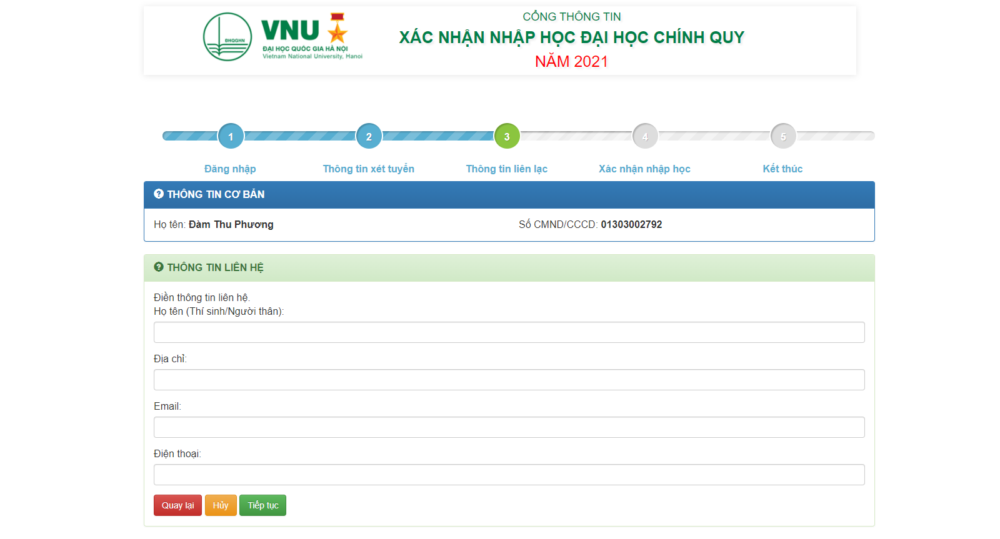 ĐHQGHN
VNU
ĐẠI HỌC QUỐC GIA HÀ NỘI
Vietnam National University, Hanoi
CỔNG THÔNG TIN
XÁC NHẬN NHẬP HỌC ĐẠI HỌC CHÍNH QUY
NĂM 2021
1 2 3 4 5
Đăng nhập Thông tin xét tuyển Thông tin liên lạc Xác nhận nhập học Kết thúc
THÔNG TIN CƠ BẢN
Họ tên: Đàm Thu Phương Số CMND/CCCD: 01303002792
THÔNG TIN LIÊN HỆ
Điền thông tin liên hệ.
Họ tên (Thí sinh/Người thân):
Địa chỉ:
Email:
Điện thoại:
Quay lại Hủy Tiếp tục